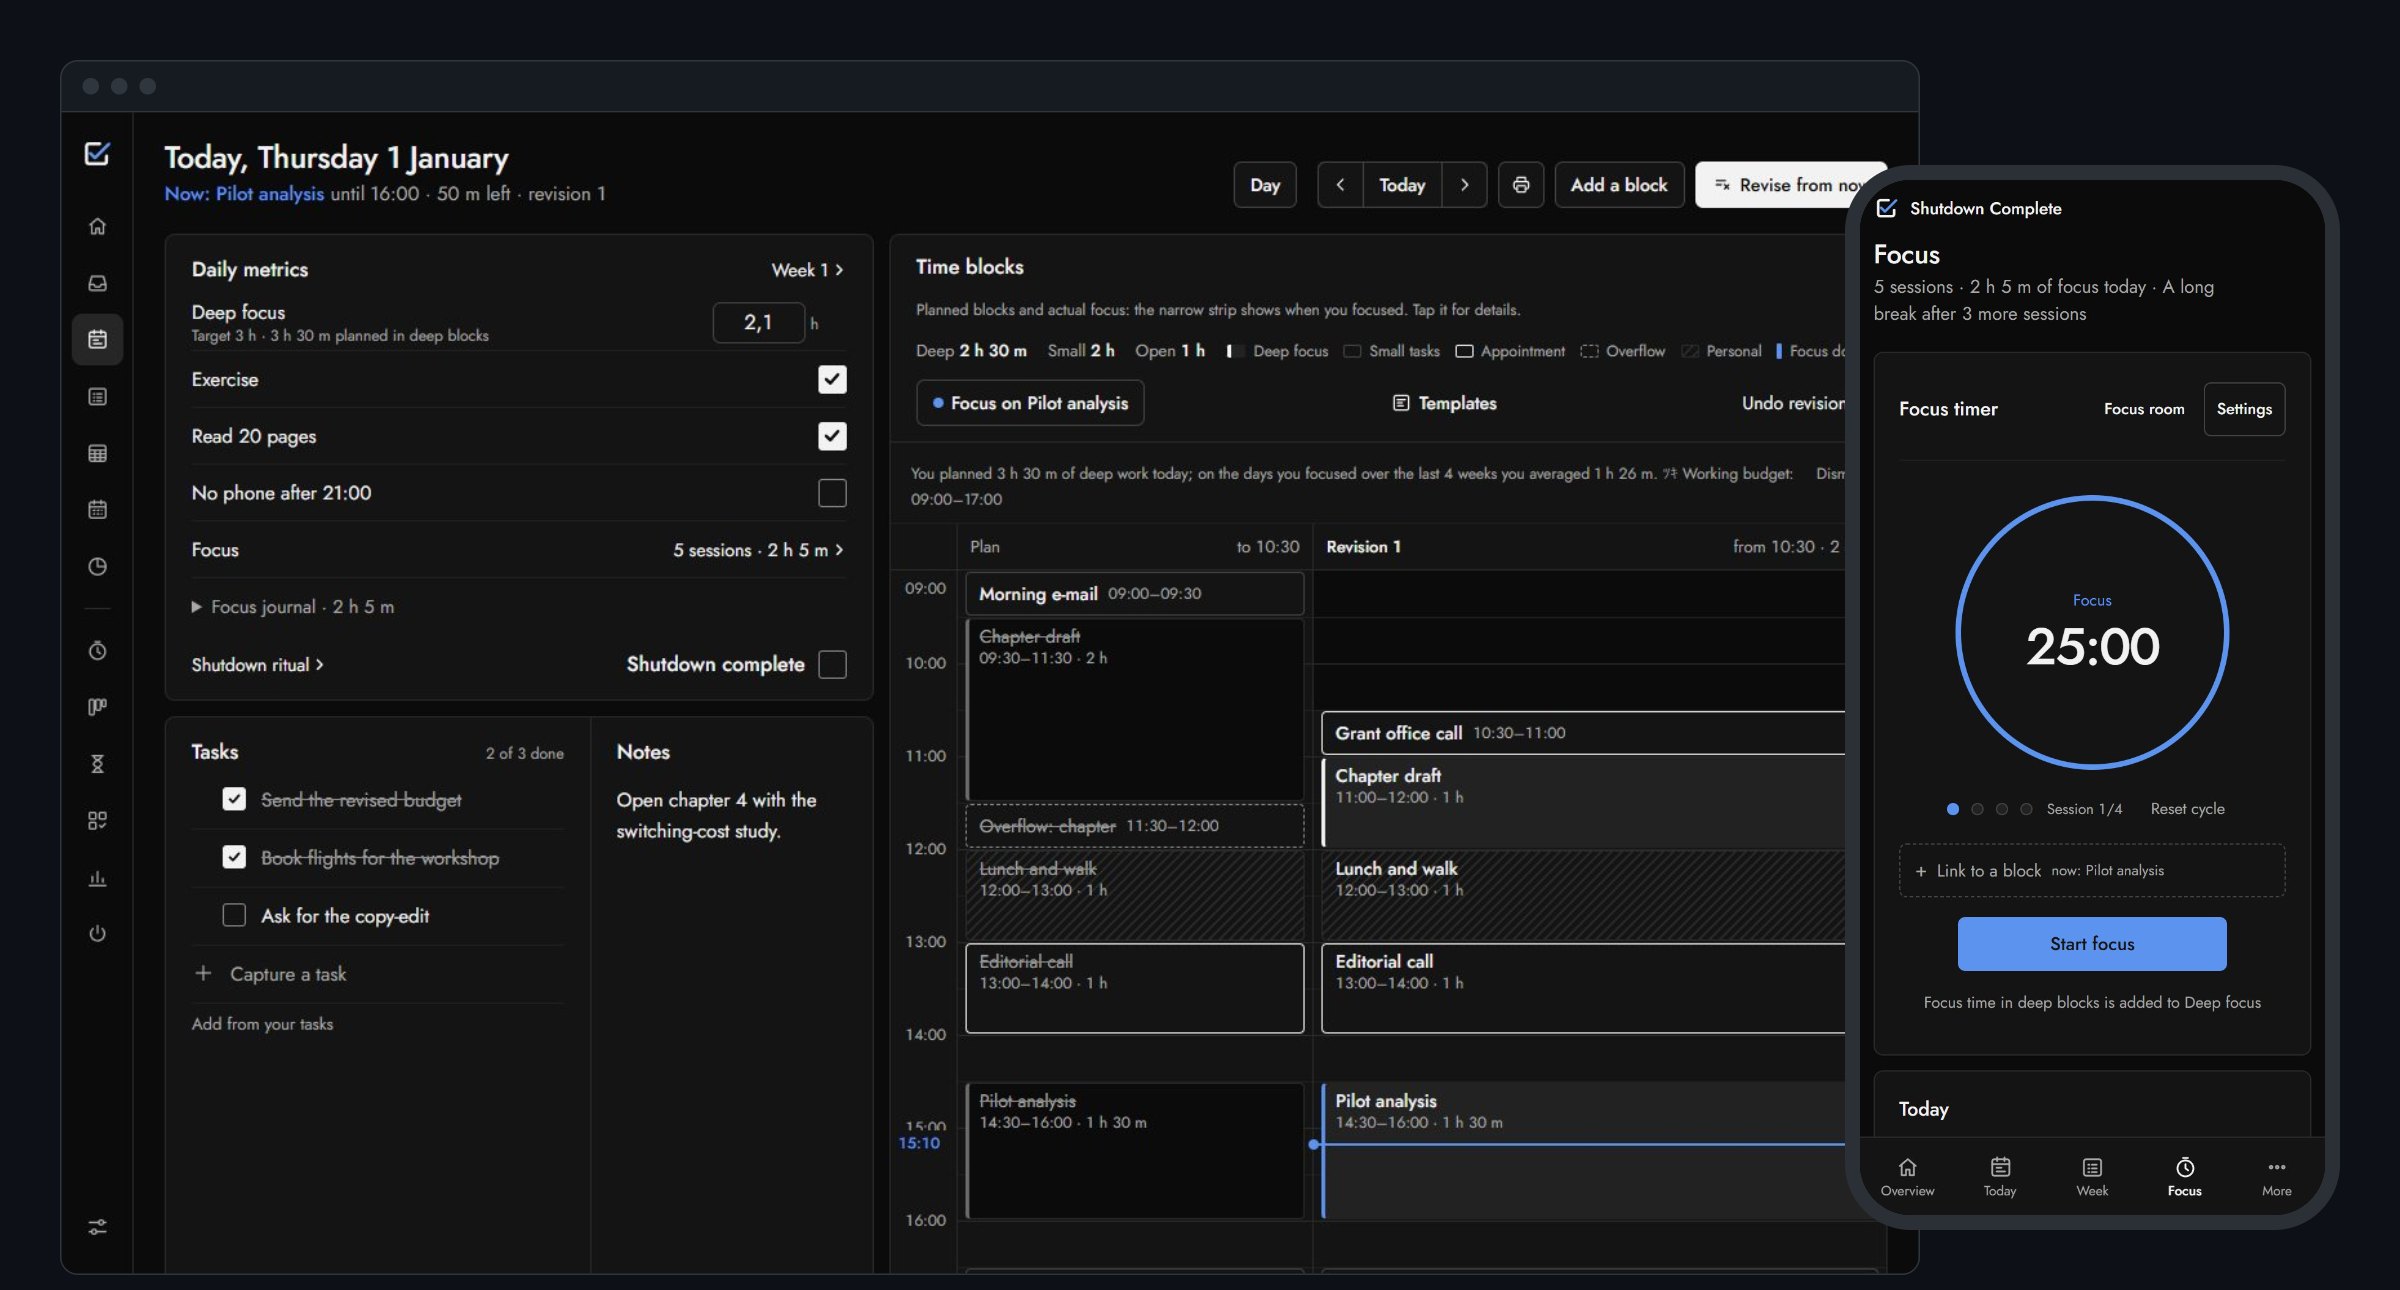 Today, Thursday 1 January
Now: Pilot analysis until 16:00 · 50 m left · revision 1
Day
Today
Add a block
Revise from now
Daily metrics
Week 1
Deep focus
Target 3 h · 3 h 30 m planned in deep blocks
2,1 h
Exercise
Read 20 pages
No phone after 21:00
Focus
5 sessions · 2 h 5 m
Focus journal · 2 h 5 m
Shutdown ritual
Shutdown complete
Tasks
2 of 3 done
Send the revised budget
Book flights for the workshop
Ask for the copy-edit
+ Capture a task
Add from your tasks
Notes
Open chapter 4 with the
switching-cost study.
Time blocks
Planned blocks and actual focus: the narrow strip shows when you focused. Tap it for details.
Deep 2 h 30 m Small 2 h Open 1 h Deep focus Small tasks Appointment Overflow Personal Focus
Focus on Pilot analysis
Templates
Undo revision
You planned 3 h 30 m of deep work today; on the days you focused over the last 4 weeks you averaged 1 h 26 m. Working budget:
09:00–17:00
Plan
to 10:30
Revision 1
from 10:30 · 2
09:00
10:00
11:00
12:00
13:00
14:00
15:00
15:10
16:00
Morning e-mail 09:00–09:30
Chapter draft
09:30–11:30 · 2 h
Overflow: chapter 11:30–12:00
Lunch and walk
12:00–13:00 · 1 h
Editorial call
13:00–14:00 · 1 h
Pilot analysis
14:30–16:00 · 1 h 30 m
Grant office call 10:30–11:00
Chapter draft
11:00–12:00 · 1 h
Lunch and walk
12:00–13:00 · 1 h
Editorial call
13:00–14:00 · 1 h
Pilot analysis
14:30–16:00 · 1 h 30 m
Shutdown Complete
Focus
5 sessions · 2 h 5 m of focus today · A long
break after 3 more sessions
Focus timer
Focus room
Settings
Focus
25:00
Session 1/4
Reset cycle
+ Link to a block now: Pilot analysis
Start focus
Focus time in deep blocks is added to Deep focus
Today
Overview
Today
Week
Focus
More